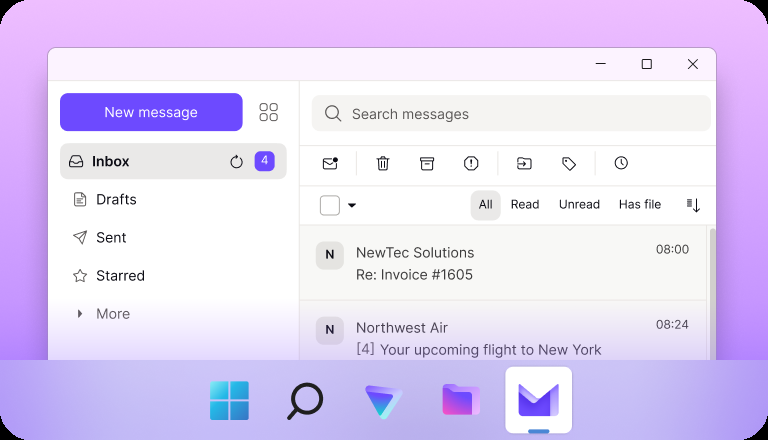 New message
Search messages
Inbox
4
Drafts
Sent
Starred
More
All
Read
Unread
Has file
N
NewTec Solutions
08:00
Re: Invoice #1605
N
Northwest Air
08:24
[4] Your upcoming flight to New York